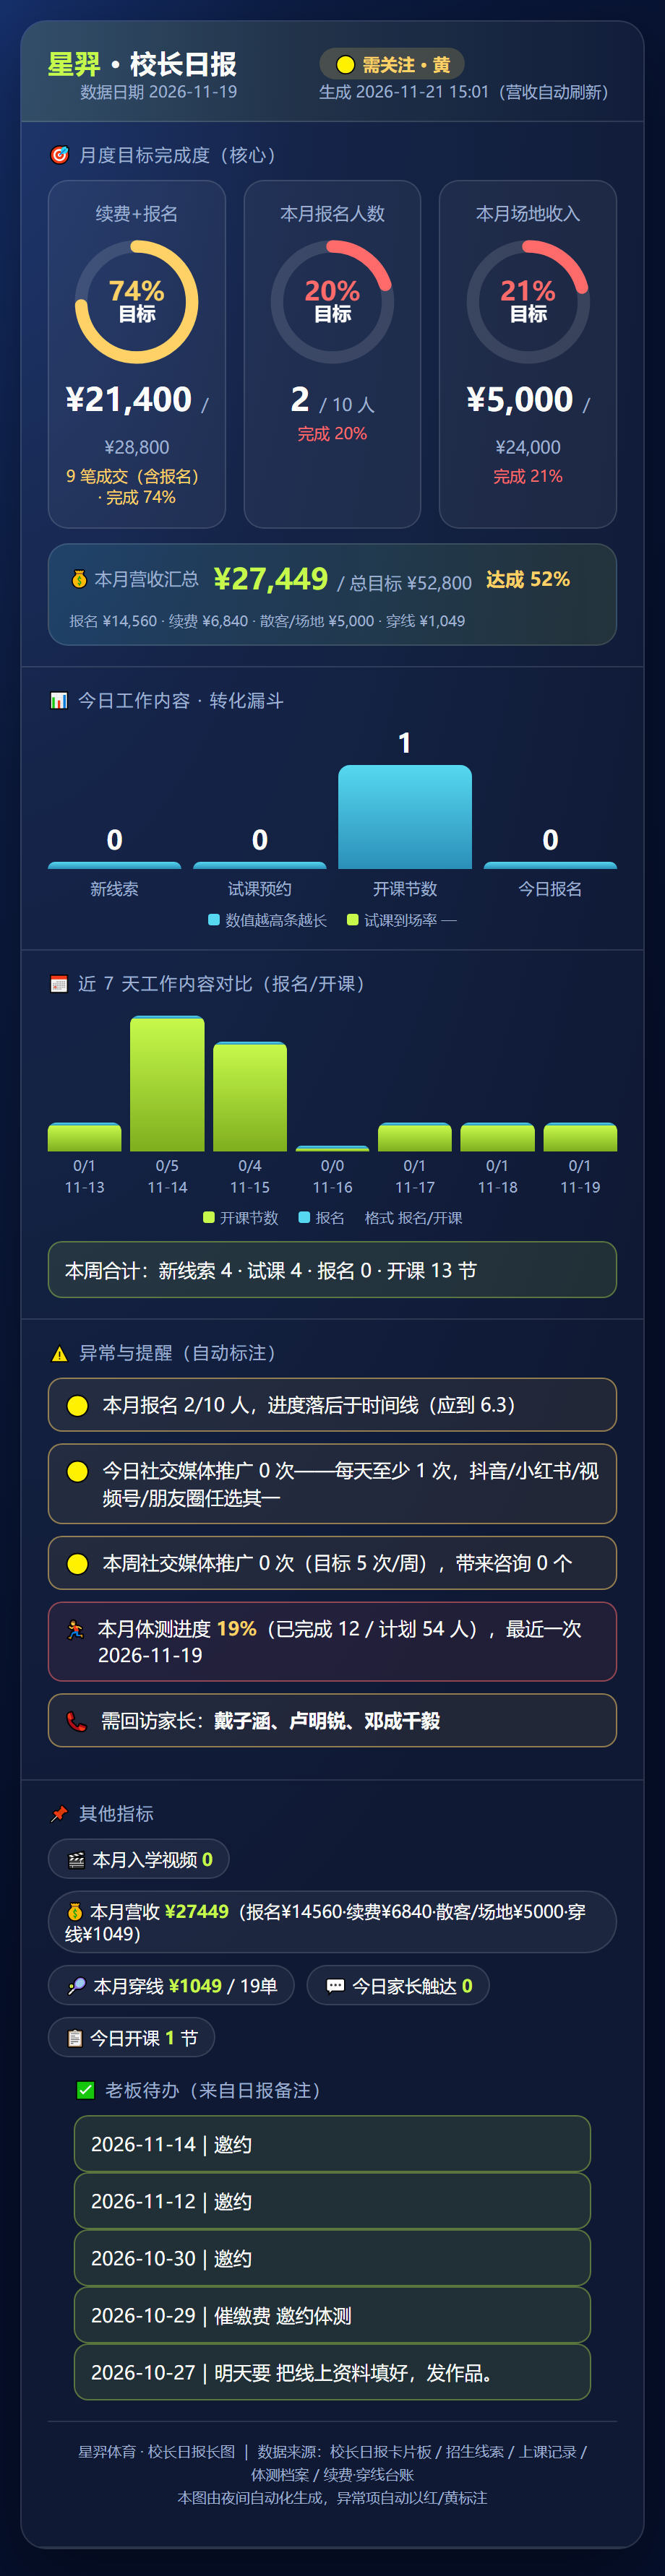 星羿 · 校长日报
需关注 · 黄
数据日期 2026-11-19
生成 2026-11-21 15:01（营收自动刷新）
月度目标完成度（核心）
续费+报名
74%
目标
¥21,400 /
¥28,800
9 笔成交（含报名）
· 完成 74%
本月报名人数
20%
目标
2 / 10 人
完成 20%
本月场地收入
21%
目标
¥5,000 /
¥24,000
完成 21%
本月营收汇总 ¥27,449 / 总目标 ¥52,800 达成 52%
报名 ¥14,560 · 续费 ¥6,840 · 散客/场地 ¥5,000 · 穿线 ¥1,049
今日工作内容 · 转化漏斗
0 0 1 0
新线索 试课预约 开课节数 今日报名
数值越高条越长 试课到场率 —
近 7 天工作内容对比（报名/开课）
0/1 0/5 0/4 0/0 0/1 0/1 0/1
11-13 11-14 11-15 11-16 11-17 11-18 11-19
开课节数 报名 格式 报名/开课
本周合计：新线索 4 · 试课 4 · 报名 0 · 开课 13 节
异常与提醒（自动标注）
本月报名 2/10 人，进度落后于时间线（应到 6.3）
今日社交媒体推广 0 次——每天至少 1 次，抖音/小红书/视
频号/朋友圈任选其一
本周社交媒体推广 0 次（目标 5 次/周），带来咨询 0 个
本月体测进度 19%（已完成 12 / 计划 54 人），最近一次
2026-11-19
需回访家长：戴子涵、卢明锐、邓成千毅
其他指标
本月入学视频 0
本月营收 ¥27449（报名¥14560·续费¥6840·散客/场地¥5000·穿
线¥1049）
本月穿线 ¥1049 / 19单
今日家长触达 0
今日开课 1 节
老板待办（来自日报备注）
2026-11-14 | 邀约
2026-11-12 | 邀约
2026-10-30 | 邀约
2026-10-29 | 催缴费 邀约体测
2026-10-27 | 明天要 把线上资料填好，发作品。
星羿体育 · 校长日报长图 ｜ 数据来源：校长日报卡片板 / 招生线索 / 上课记录 /
体测档案 / 续费·穿线台账
本图由夜间自动化生成，异常项自动以红/黄标注